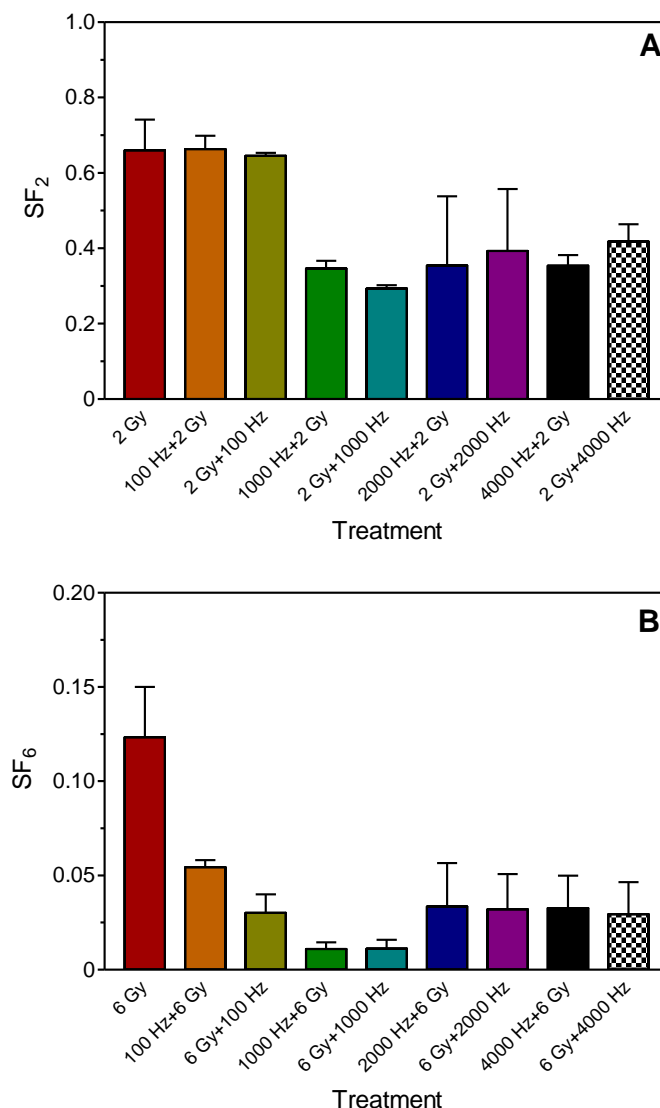 A
1.0
0.8
0.6
0.4
0.2
0
SF2
2 Gy
100 Hz+2 Gy
2 Gy+100 Hz
1000 Hz+2 Gy
2 Gy+1000 Hz
2000 Hz+2 Gy
2 Gy+2000 Hz
4000 Hz+2 Gy
2 Gy+4000 Hz
Treatment
B
0.20
0.15
0.10
0.05
0
SF6
6 Gy
100 Hz+6 Gy
6 Gy+100 Hz
1000 Hz+6 Gy
6 Gy+1000 Hz
2000 Hz+6 Gy
6 Gy+2000 Hz
4000 Hz+6 Gy
6 Gy+4000 Hz
Treatment